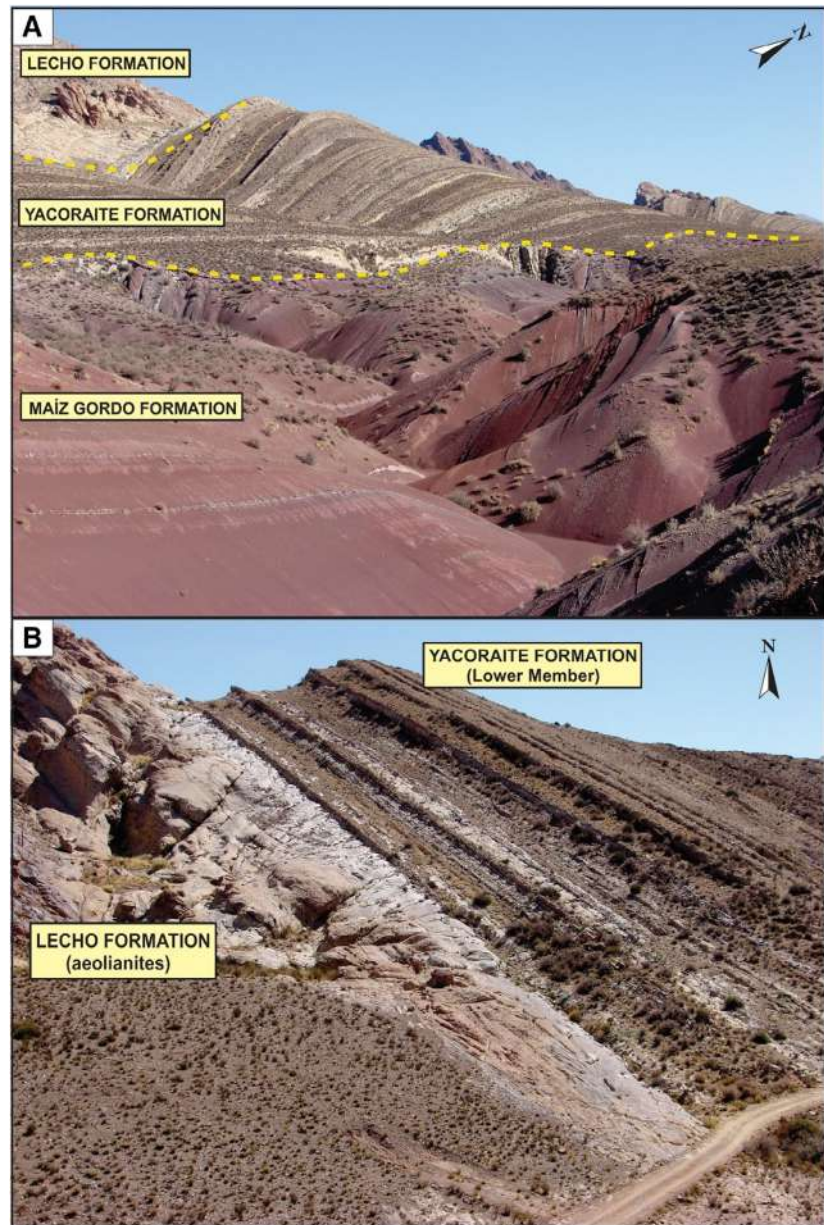 A
Z
LECHO FORMATION
YACORAITE FORMATION
MAÍZ GORDO FORMATION
B
YACORAITE FORMATION
(Lower Member)
N
LECHO FORMATION
(aeolianites)